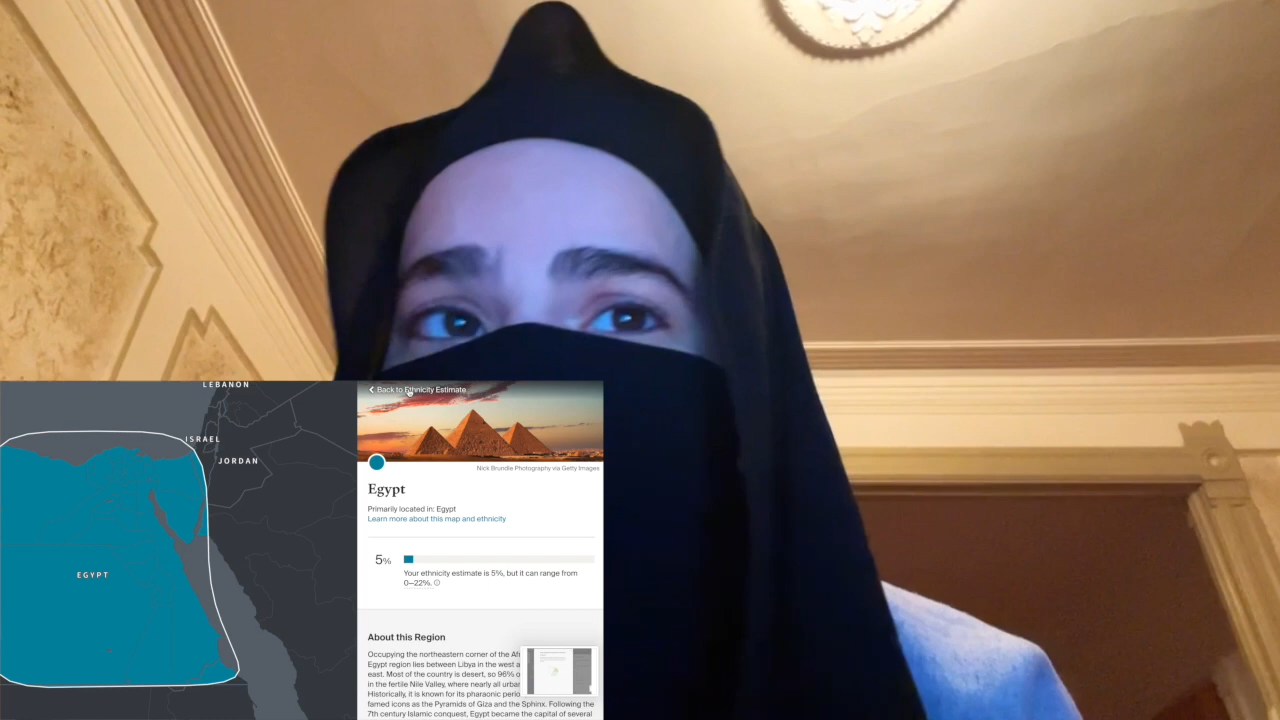 LEBANON
ISRAEL
JORDAN
EGYPT
Back to Ethnicity Estimate
Nick Brundle Photography via Getty Images
Egypt
Primarily located in: Egypt
Learn more about this map and ethnicity
5%
Your ethnicity estimate is 5%, but it can range from
0—22%.
About this Region
Occupying the northeastern corner of the
Egypt region lies between Libya in the west
east. Most of the country is desert, so 96%
in the fertile Nile Valley, where nearly all
Historically, it is known for its pharaonic
famed icons as the Pyramids of Giza and the Sphinx. Following the
7th century Islamic conquest, Egypt became the capital of several